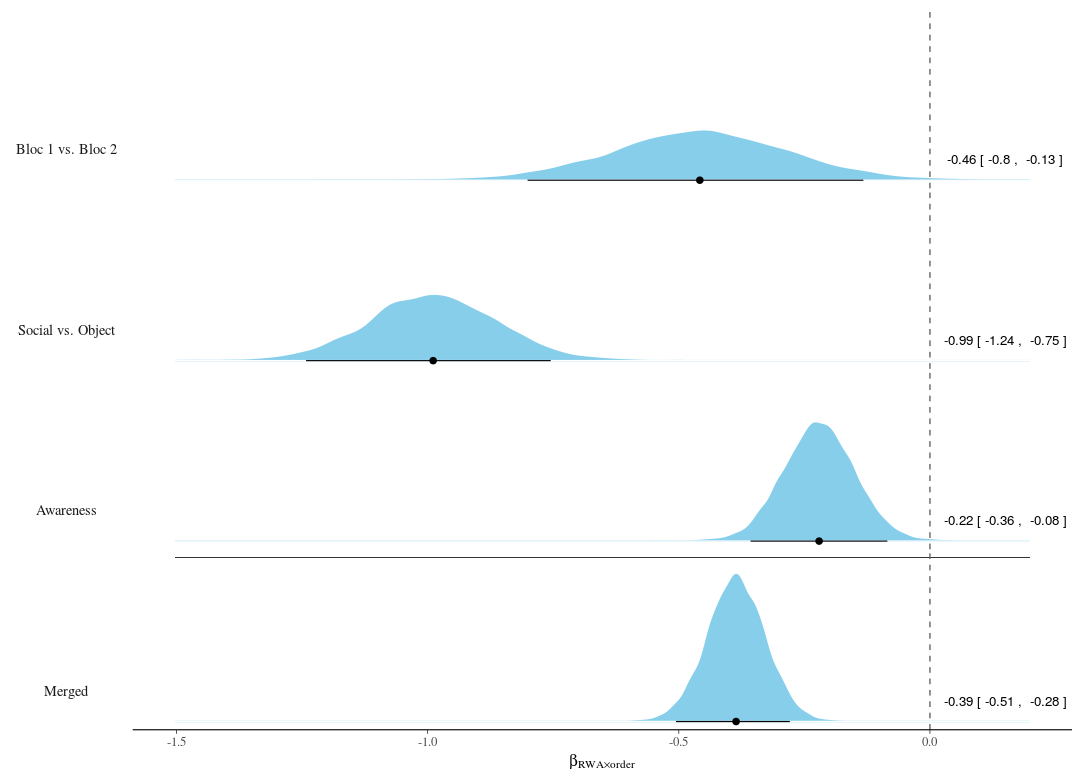 Bloc 1 vs. Bloc 2
-0.46 [ -0.8 , -0.13 ]
Social vs. Object
-0.99 [ -1.24 , -0.75 ]
Awareness
-0.22 [ -0.36 , -0.08 ]
Merged
-0.39 [ -0.51 , -0.28 ]
-1.5 -1.0 -0.5 0.0
βRWA×order